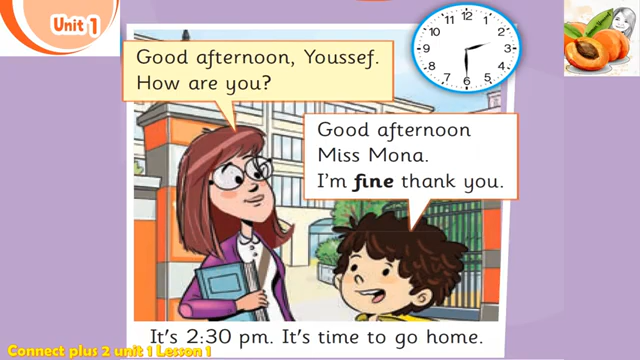 Unit 1
Good afternoon, Youssef.
How are you?
12
1
2
3
4
5
6
7
8
9
10
11
Good afternoon
Miss Mona.
I'm fine thank you.
It's 2:30 pm. It's time to go home.
Connect plus 2 unit 1 Lesson 1